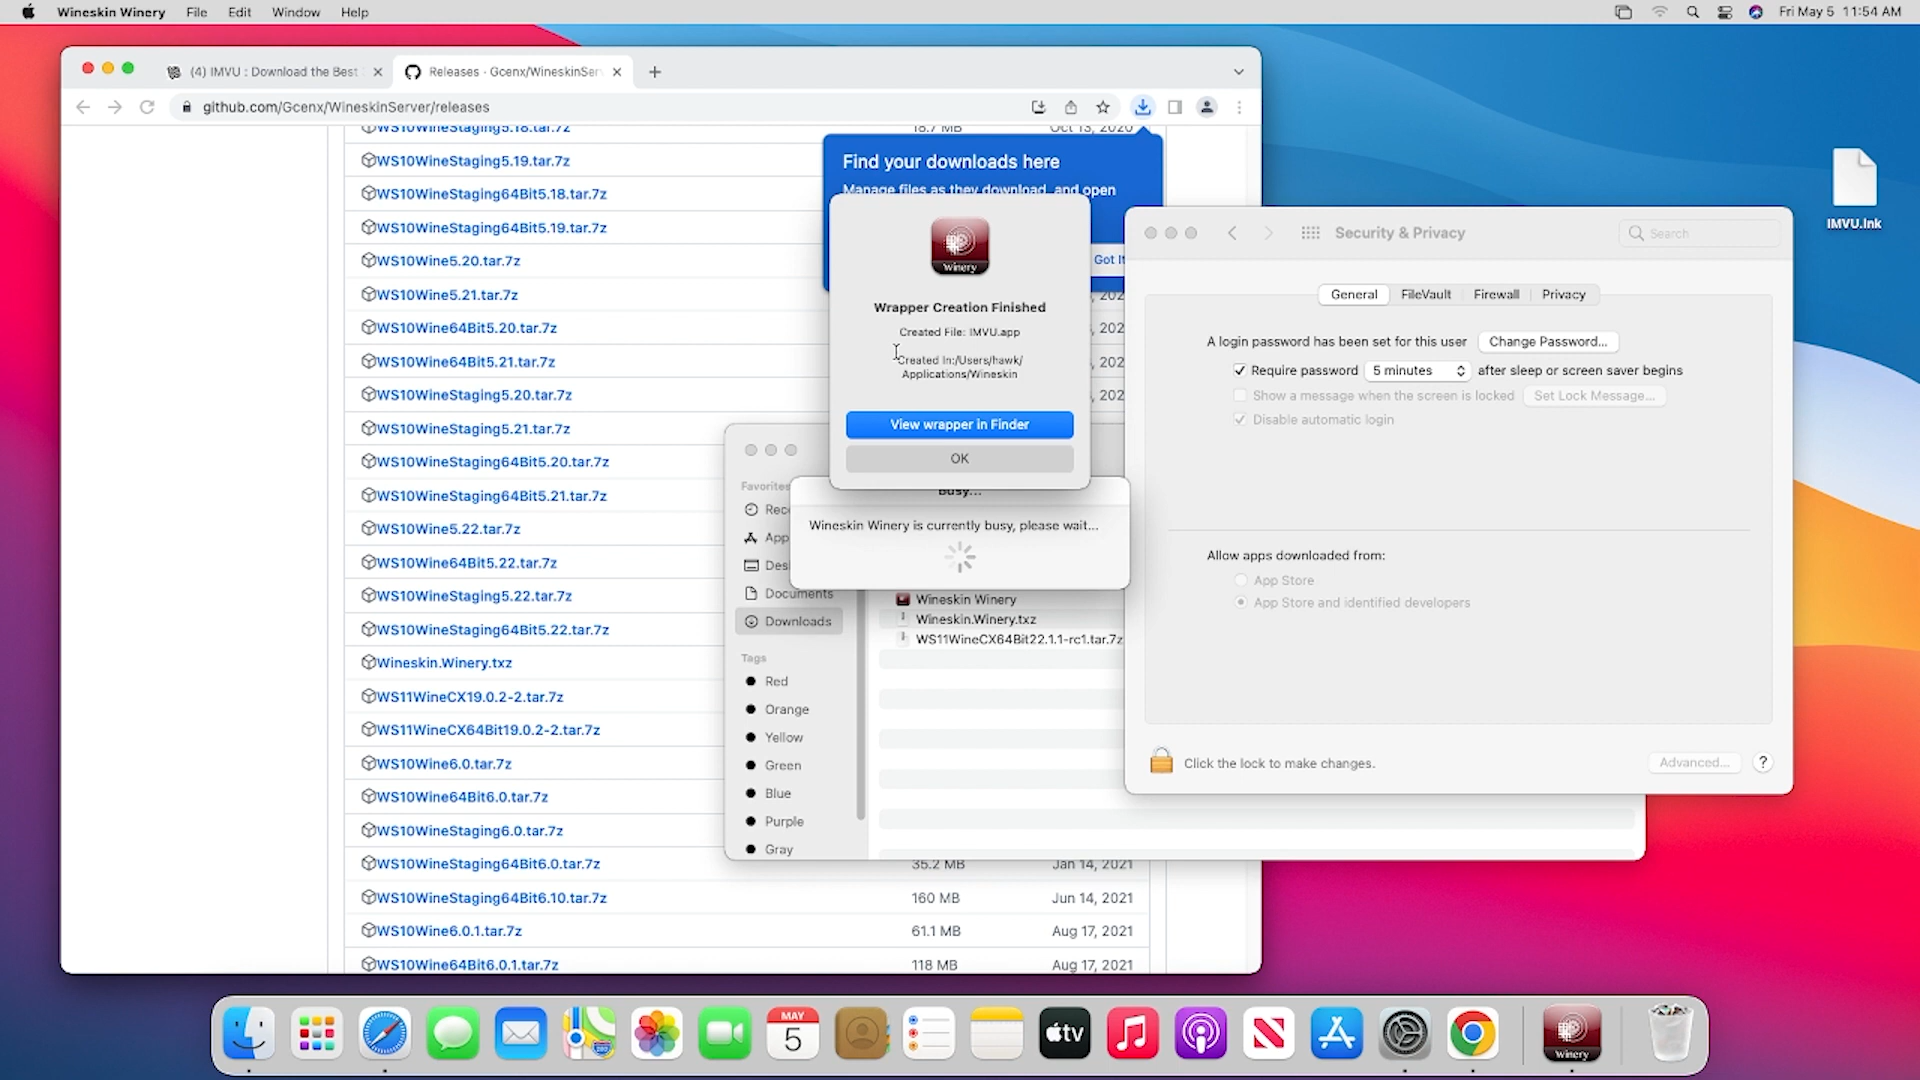 Wineskin Winery File Edit Window Help
Fri May 5 11:54 AM
(4) IMVU : Download the Best
Releases · Gcenx/WineskinSer
github.com/Gcenx/WineskinServer/releases
WS10WineStaging5.18.tar.7z 18.7 MB Oct 13, 2020
WS10WineStaging5.19.tar.7z
WS10WineStaging64Bit5.18.tar.7z
WS10WineStaging64Bit5.19.tar.7z
WS10Wine5.20.tar.7z
WS10Wine5.21.tar.7z
WS10Wine64Bit5.20.tar.7z
WS10Wine64Bit5.21.tar.7z
WS10WineStaging5.20.tar.7z
WS10WineStaging5.21.tar.7z
WS10WineStaging64Bit5.20.tar.7z
WS10WineStaging64Bit5.21.tar.7z
WS10Wine5.22.tar.7z
WS10Wine64Bit5.22.tar.7z
WS10WineStaging5.22.tar.7z
WS10WineStaging64Bit5.22.tar.7z
Wineskin.Winery.txz
WS11WineCX19.0.2-2.tar.7z
WS11WineCX64Bit19.0.2-2.tar.7z
WS10Wine6.0.tar.7z
WS10Wine64Bit6.0.tar.7z
WS10WineStaging6.0.tar.7z
WS10WineStaging64Bit6.0.tar.7z 35.2 MB Jan 14, 2021
WS10WineStaging64Bit6.10.tar.7z 160 MB Jun 14, 2021
WS10Wine6.0.1.tar.7z 61.1 MB Aug 17, 2021
WS10Wine64Bit6.0.1.tar.7z 118 MB Aug 17, 2021
Find your downloads here
Manage files as they download, and open
Got It
Winery
Wrapper Creation Finished
Created File: IMVU.app
Created In:/Users/hawk/
Applications/Wineskin
View wrapper in Finder
OK
Busy...
Wineskin Winery is currently busy, please wait...
Favorites
Rec
App
Des
Documents
Downloads
Tags
Red
Orange
Yellow
Green
Blue
Purple
Gray
Wineskin Winery
Wineskin.Winery.txz
WS11WineCX64Bit22.1.1-rc1.tar.7z
Security & Privacy
Search
General FileVault Firewall Privacy
A login password has been set for this user Change Password...
Require password 5 minutes after sleep or screen saver begins
Show a message when the screen is locked Set Lock Message...
Disable automatic login
Allow apps downloaded from:
App Store
App Store and identified developers
Click the lock to make changes.
Advanced... ?
IMVU.lnk
MAY
5
tv
Winery